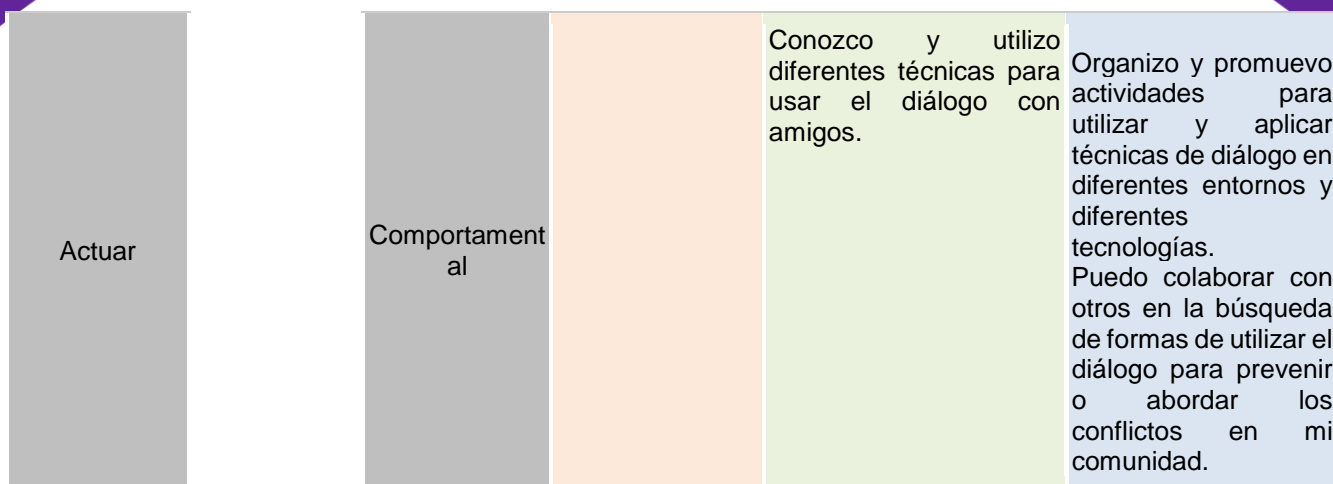 Actuar
Comportament
al
Conozco y utilizo
diferentes técnicas para
usar el diálogo con
amigos.
Organizo y promuevo
actividades para
utilizar y aplicar
técnicas de diálogo en
diferentes entornos y
diferentes
tecnologías.
Puedo colaborar con
otros en la búsqueda
de formas de utilizar el
diálogo para prevenir
o abordar los
conflictos en mi
comunidad.